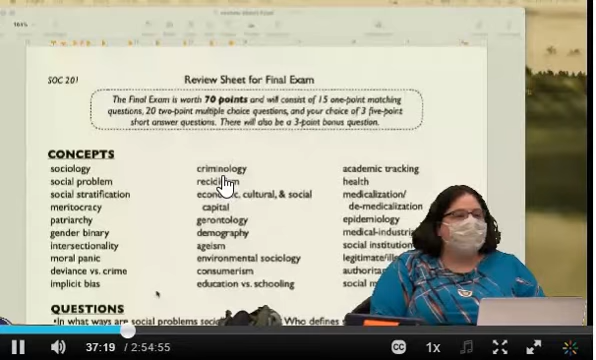 SOC 201
Review Sheet for Final Exam
The Final Exam is worth 70 points and will consist of 15 one-point matching
questions, 20 two-point multiple choice questions, and your choice of 3 five-point
short answer questions. There will also be a 3-point bonus question.
CONCEPTS
sociology
social problem
social stratification
meritocracy
patriarchy
gender binary
intersectionality
moral panic
deviance vs. crime
implicit bias
criminology
cultural, & social
capital
gerontology
demography
ageism
environmental sociology
consumerism
education vs. schooling
academic tracking
health
medicalization/
de-medicalization
epidemiology
social
QUESTIONS
•In what ways are social problems
Who defines
37:19 / 2:54:55
CC
1x